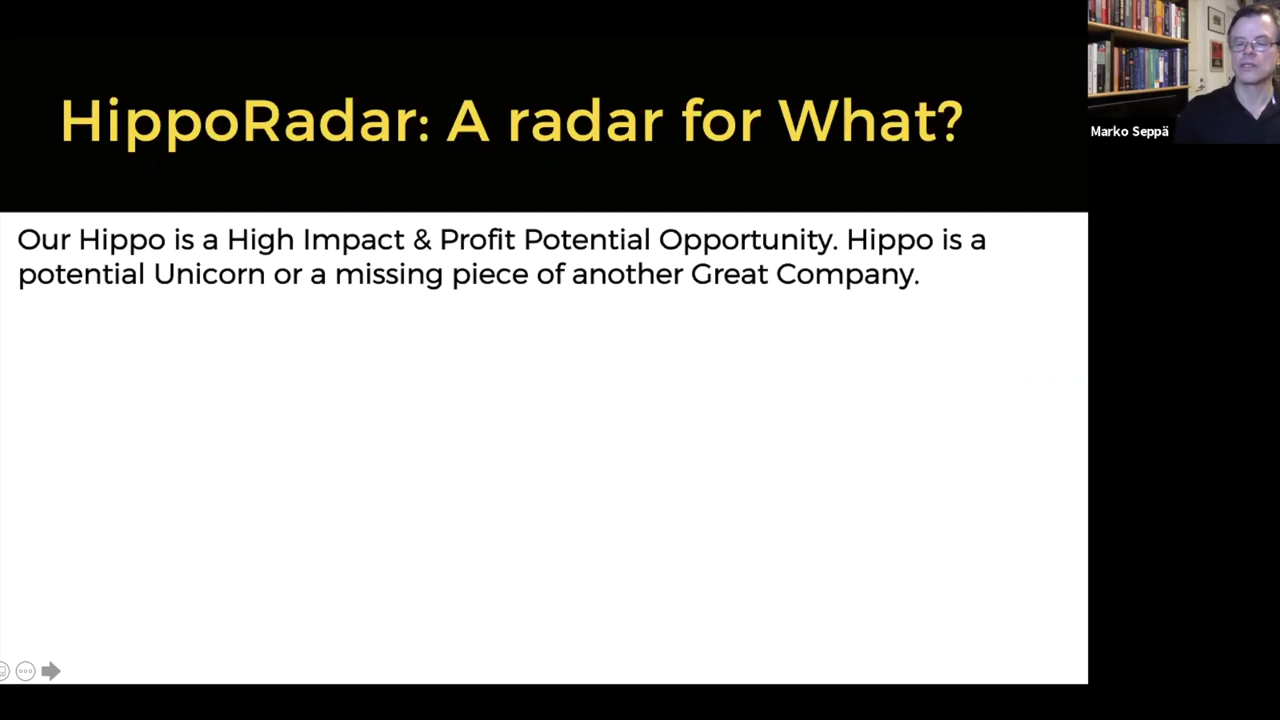 HippoRadar: A radar for What?
Marko Seppä
Our Hippo is a High Impact & Profit Potential Opportunity. Hippo is a
potential Unicorn or a missing piece of another Great Company.